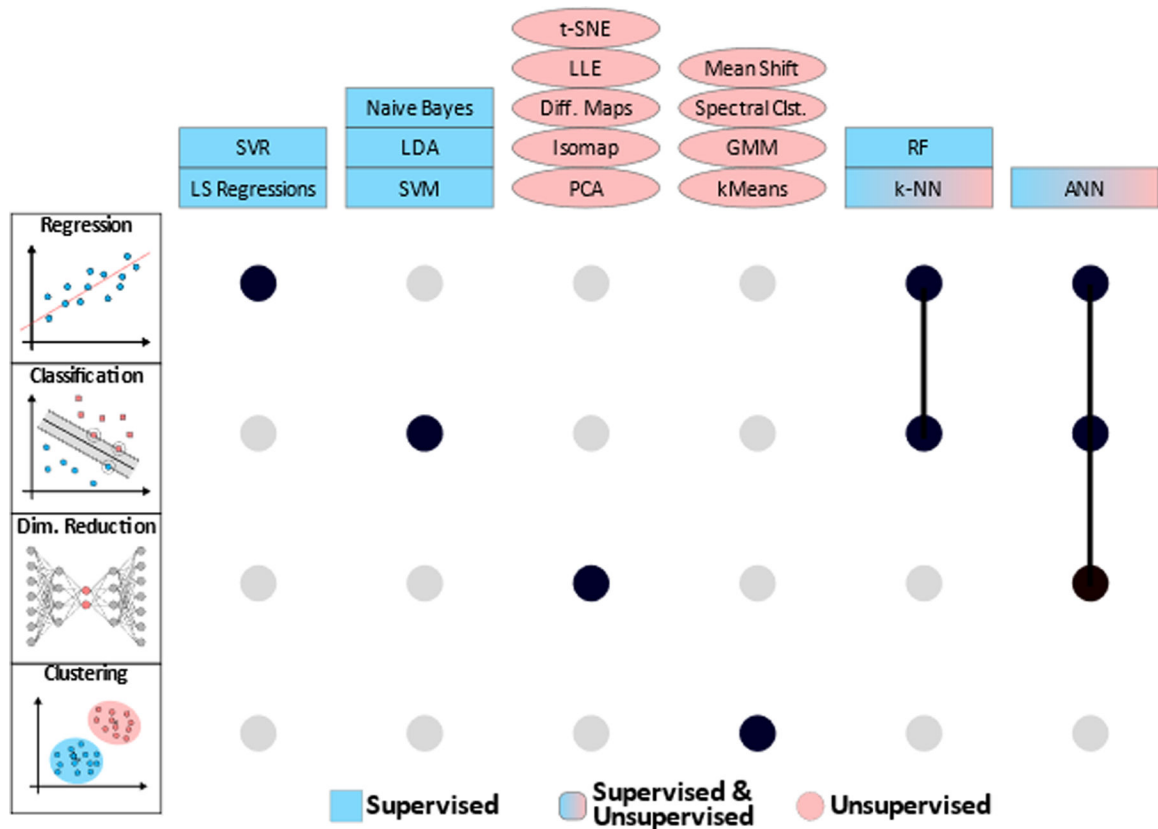 t-SNE
LLE
Mean Shift
Naive Bayes
Diff. Maps
Spectral Clst.
SVR
LDA
Isomap
GMM
RF
LS Regressions
SVM
PCA
kMeans
k-NN
ANN
Regression
Classification
Dim. Reduction
Clustering
Supervised
Supervised &
Unsupervised
Unsupervised